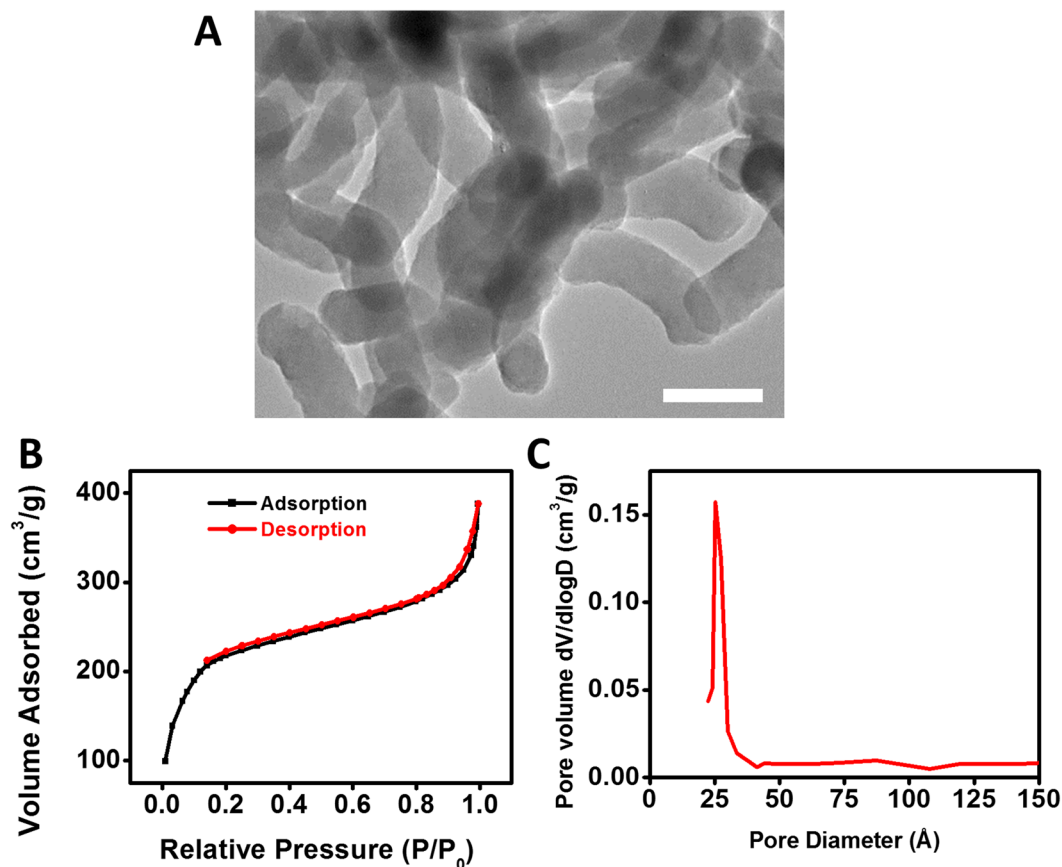 A
B
Volume Adsorbed (cm³/g)
400
300
200
100
Adsorption
Desorption
0.0 0.2 0.4 0.6 0.8 1.0
Relative Pressure (P/P₀)
C
Pore volume dV/dlogD (cm³/g)
0.15
0.10
0.05
0.00
0 25 50 75 100 125 150
Pore Diameter (Å)